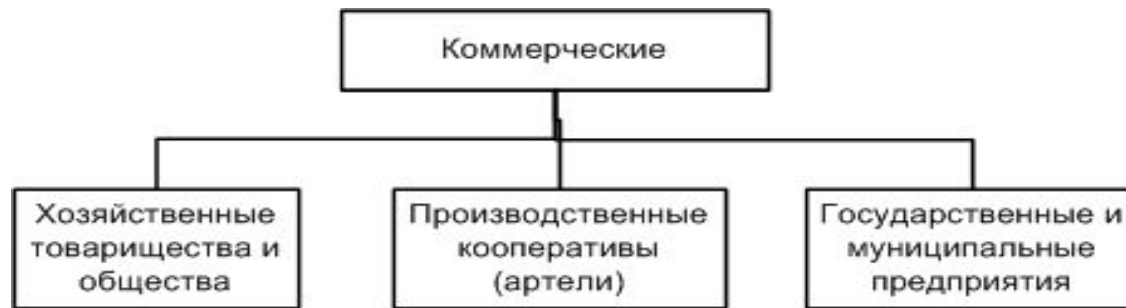 Коммерческие
Хозяйственные
товарищества и
общества
Производственные
кооперативы
(артели)
Государственные и
муниципальные
предприятия